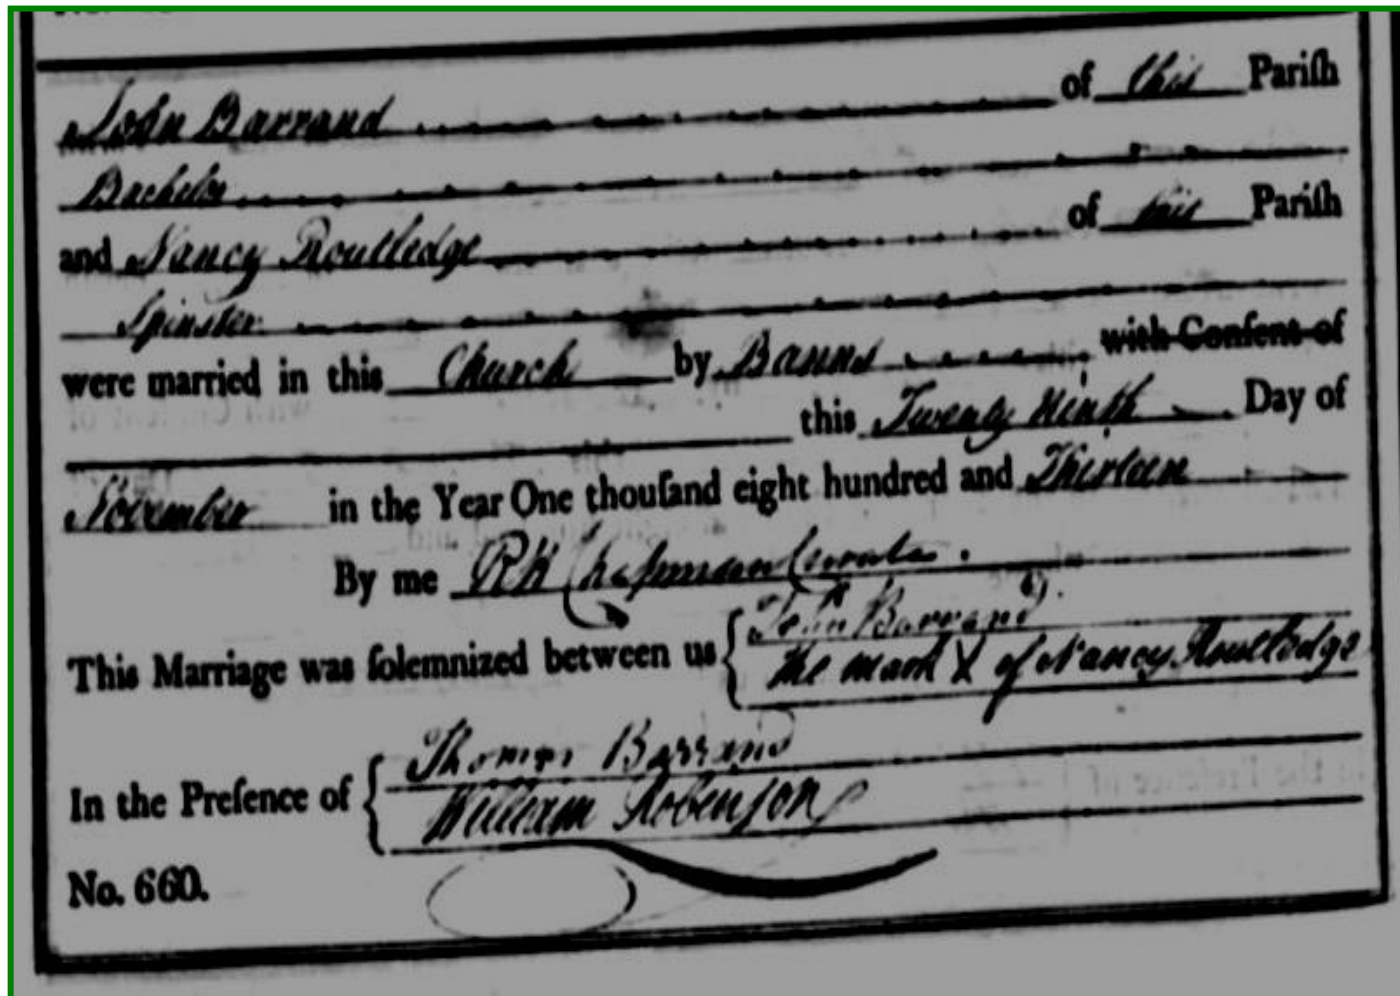 John Barrand of this Pariſh
Bachelor
and Nancy Routledge of this Pariſh
Spinster
were married in this Church by Banns with Conſent of
this Twenty Ninth Day of
November in the Year One thouſand eight hundred and Thirteen
By me RH Chapman Curate.
This Marriage was ſolemnized between us John Barrand
the mark X of Nancy Routledge
In the Preſence of Thomas Barrand
William Robinson
No. 660.